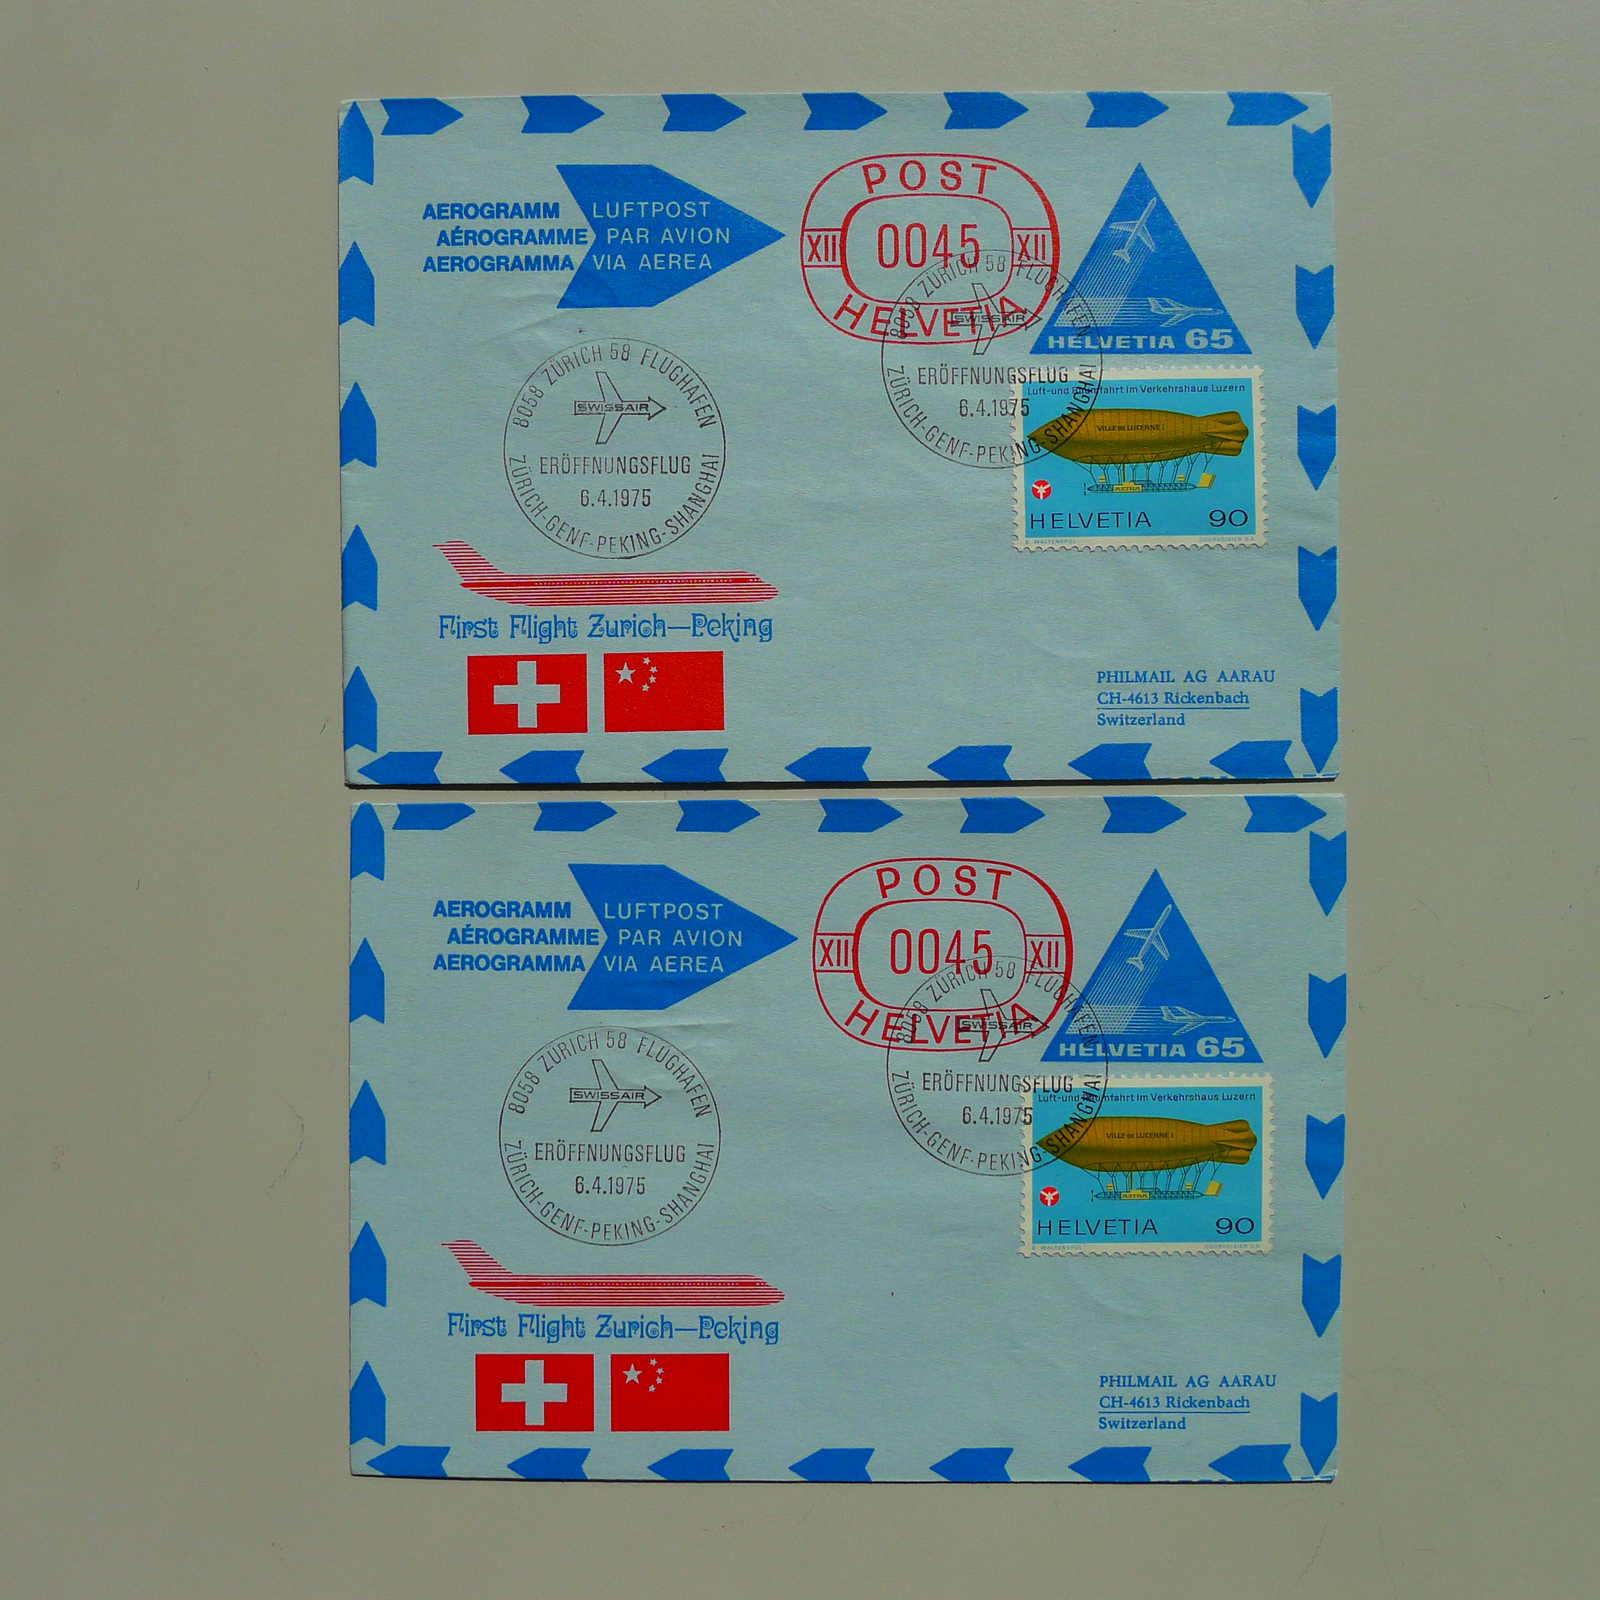 AEROGRAMM LUFTPOST
AÉROGRAMME PAR AVION
AEROGRAMMA VIA AEREA
POST
XII 0045 XII
HELVETIA
HELVETIA 65
8058 ZÜRICH 58 FLUGHAFEN
SWISSAIR
ERÖFFNUNGSFLUG
6.4.1975
ZÜRICH-GENF-PEKING-SHANGHAI
8058 ZÜRICH 58 FLUGHAFEN
SWISSAIR
ERÖFFNUNGSFLUG
6.4.1975
ZÜRICH-GENF-PEKING-SHANGHAI
Luft-und Raumfahrt im Verkehrshaus Luzern
VILLE DE LUCERNE I
ASTRA
HELVETIA 90
First Flight Zurich—Peking
PHILMAIL AG AARAU
CH-4613 Rickenbach
Switzerland
AEROGRAMM LUFTPOST
AÉROGRAMME PAR AVION
AEROGRAMMA VIA AEREA
POST
XII 0045 XII
HELVETIA
HELVETIA 65
8058 ZÜRICH 58 FLUGHAFEN
SWISSAIR
ERÖFFNUNGSFLUG
6.4.1975
ZÜRICH-GENF-PEKING-SHANGHAI
8058 ZÜRICH 58 FLUGHAFEN
SWISSAIR
ERÖFFNUNGSFLUG
6.4.1975
ZÜRICH-GENF-PEKING-SHANGHAI
Luft-und Raumfahrt im Verkehrshaus Luzern
VILLE DE LUCERNE I
ASTRA
HELVETIA 90
First Flight Zurich—Peking
PHILMAIL AG AARAU
CH-4613 Rickenbach
Switzerland